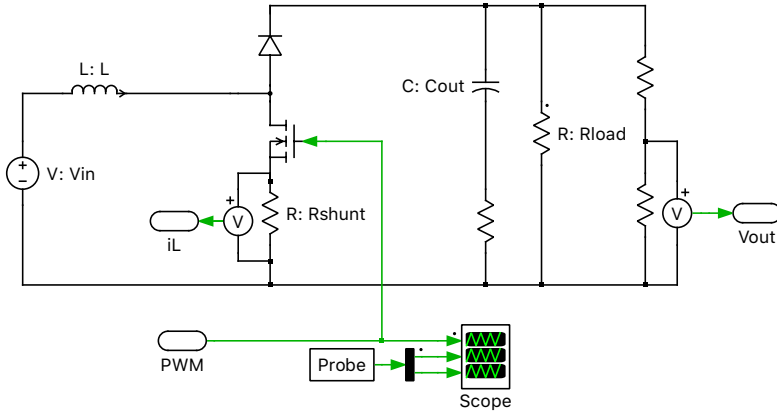 L: L
C: Cout
R: Rload
V: Vin
+
−
+
V
R: Rshunt
iL
+
V
Vout
PWM
Probe
Scope